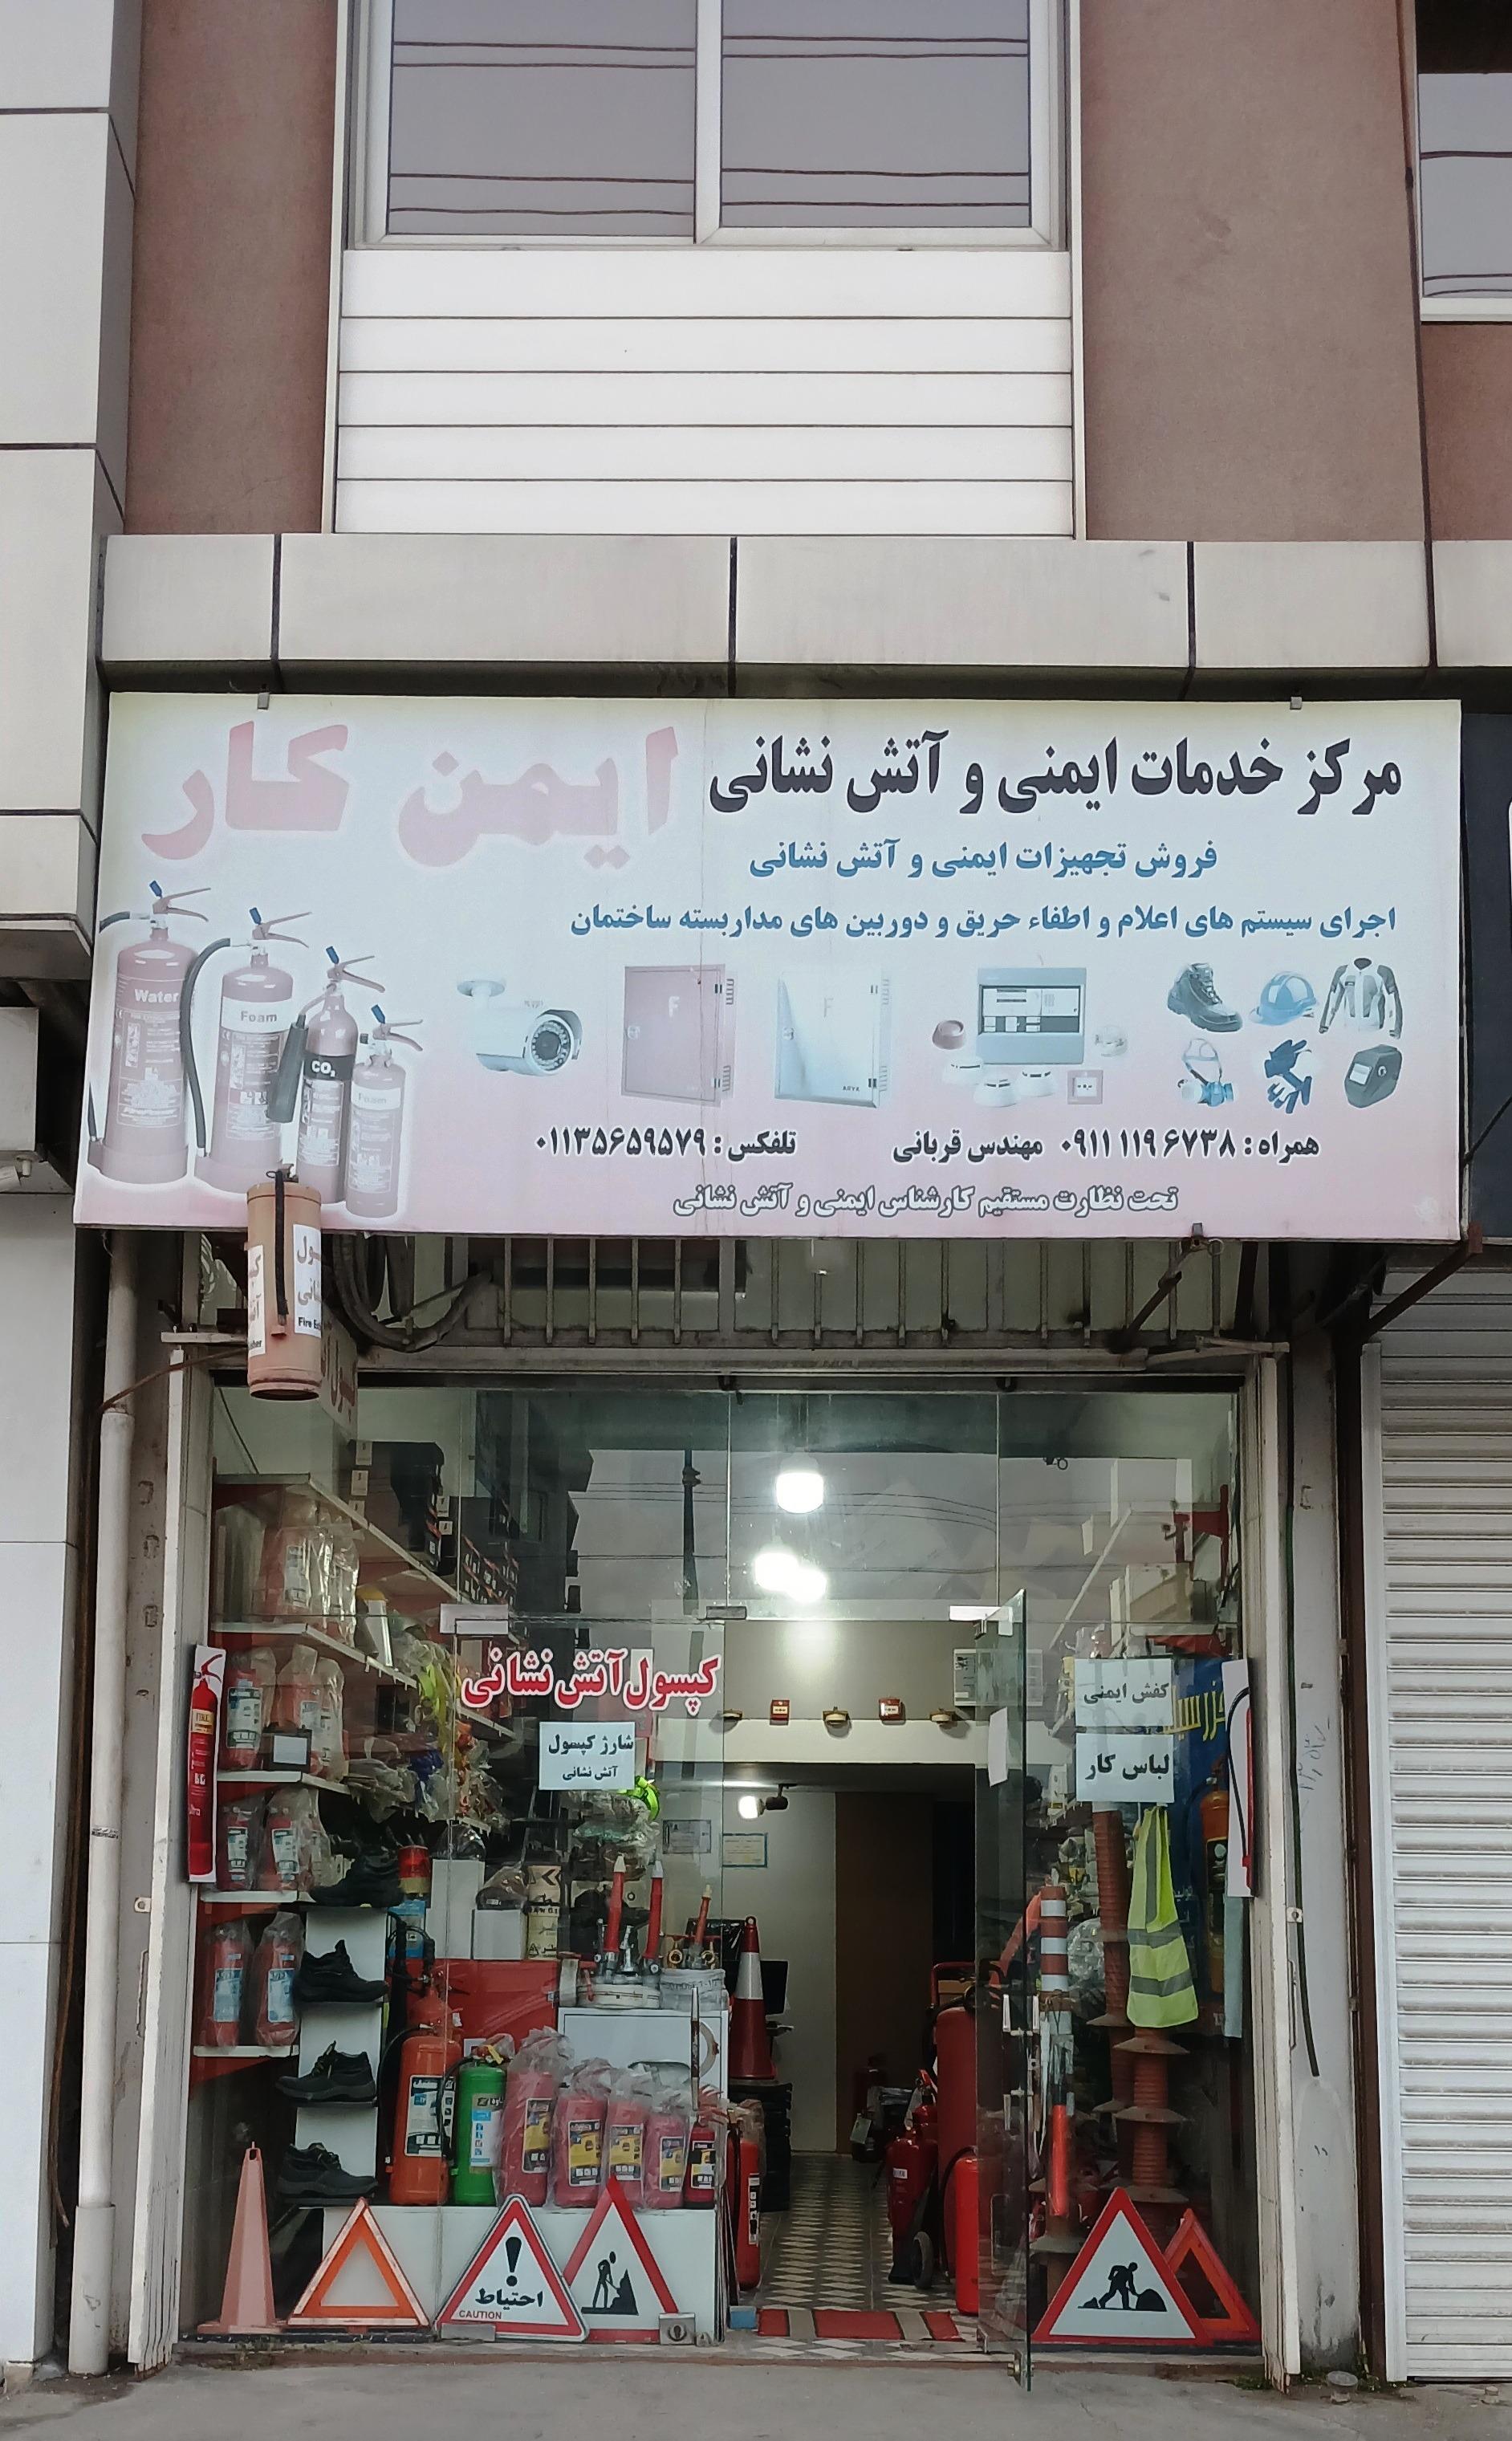 ایمن کار
مرکز خدمات ایمنی و آتش نشانی
فروش تجهیزات ایمنی و آتش نشانی
اجرای سیستم های اعلام و اطفاء حریق و دوربین های مداربسته ساختمان
Water
Foam
CO₂
Foam
F
F
همراه : ۰۹۱۱ ۱۱۹ ۶۷۳۸ مهندس قربانی
تلفکس : ۰۱۱۳۵۶۵۹۵۷۹
تحت نظارت مستقیم کارشناس ایمنی و آتش نشانی
کپسول آتش نشانی
شارژ کپسول
آتش نشانی
کفش ایمنی
لباس کار
FIRE
احتیاط
CAUTION